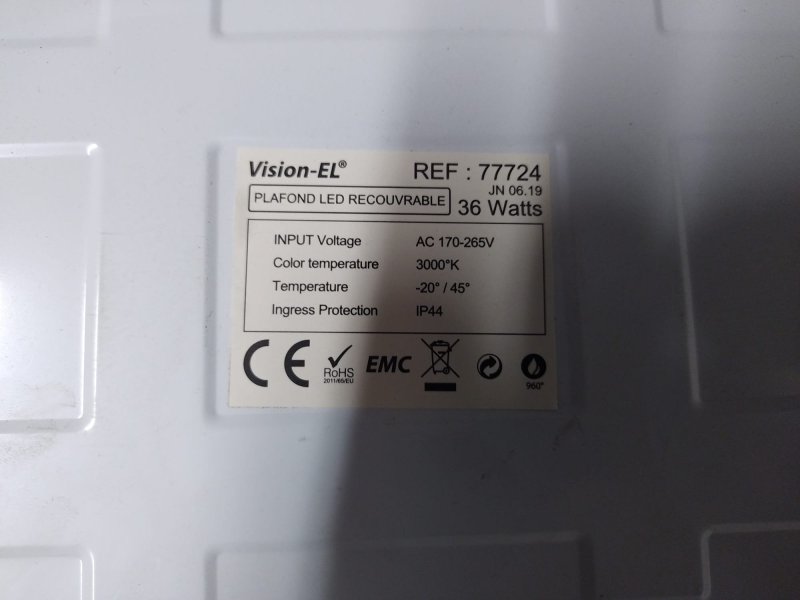 Vision-EL®
REF : 77724
JN 06.19
PLAFOND LED RECOUVRABLE
36 Watts
INPUT Voltage AC 170-265V
Color temperature 3000°K
Temperature -20° / 45°
Ingress Protection IP44
CE
RoHS
2011/65/EU
EMC
960°